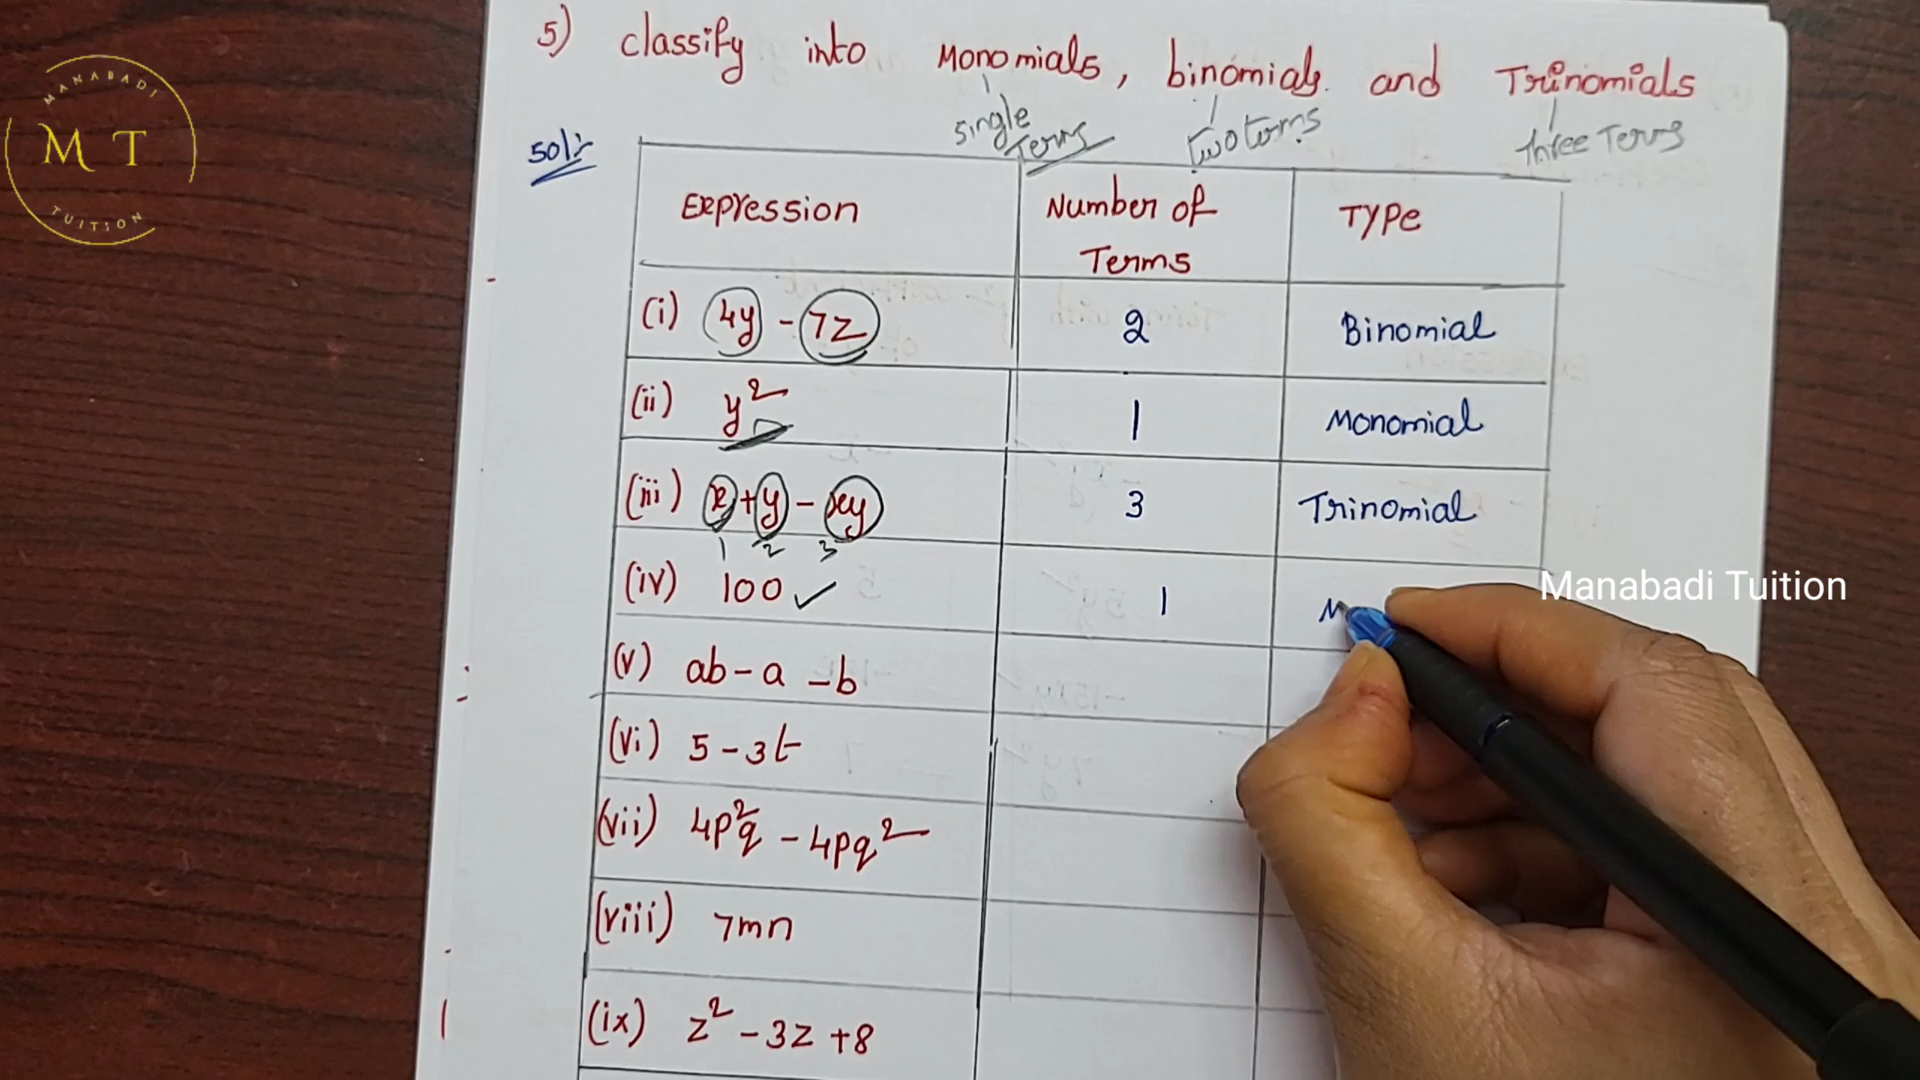 5) classify into Monomials, binomials. and Trinomials
single Terms
two terms
three Terms
MANABADI
MT
TUITION
Sol:
Expression Number of Terms TYPE
(i) 4y - 7z 2 Binomial
(ii) y² 1 Monomial
(iii) x + y - xy 3 Trinomial
1 2 3
(iv) 100 ✓ 1 M
Manabadi Tuition
(v) ab - a - b
(vi) 5 - 3t
(vii) 4p²q - 4pq²
(viii) 7mn
(ix) z² - 3z + 8